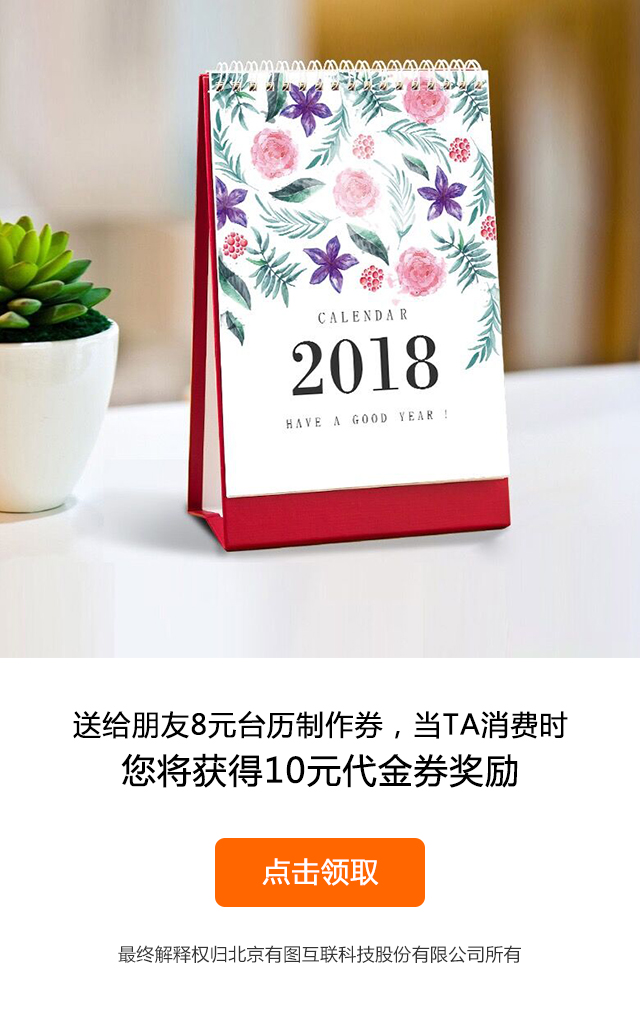 CALENDAR
2018
HAVE A GOOD YEAR !
送给朋友8元台历制作券，当TA消费时
您将获得10元代金券奖励
点击领取
最终解释权归北京有图互联科技股份有限公司所有